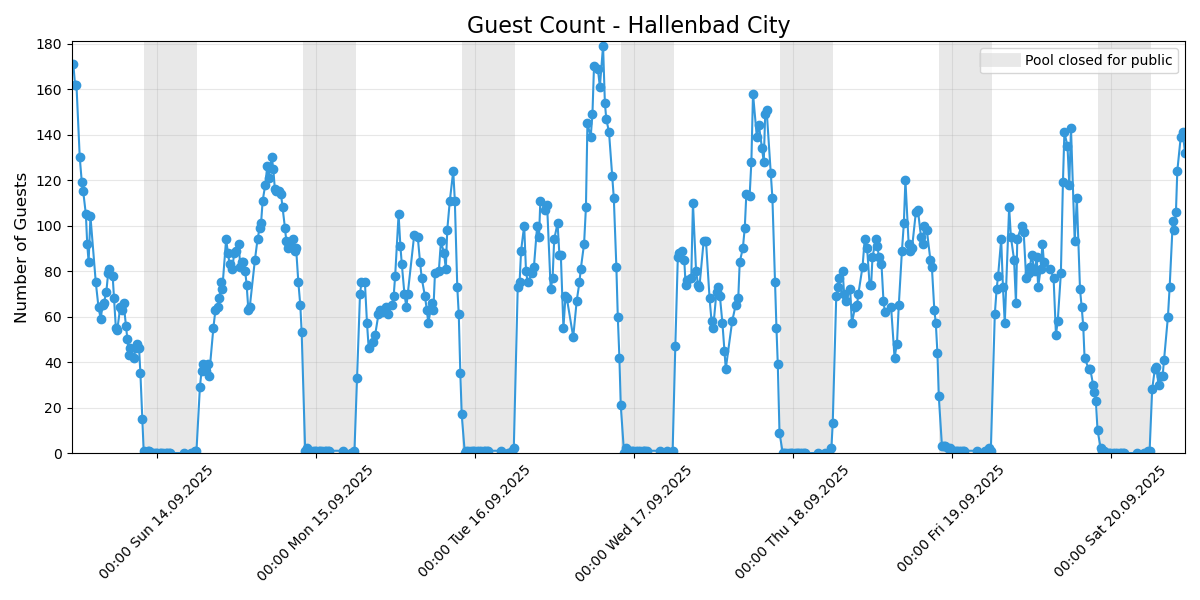 Guest Count - Hallenbad City
Pool closed for public
Number of Guests
180
160
140
120
100
80
60
40
20
0
00:00 Sun 14.09.2025
00:00 Mon 15.09.2025
00:00 Tue 16.09.2025
00:00 Wed 17.09.2025
00:00 Thu 18.09.2025
00:00 Fri 19.09.2025
00:00 Sat 20.09.2025